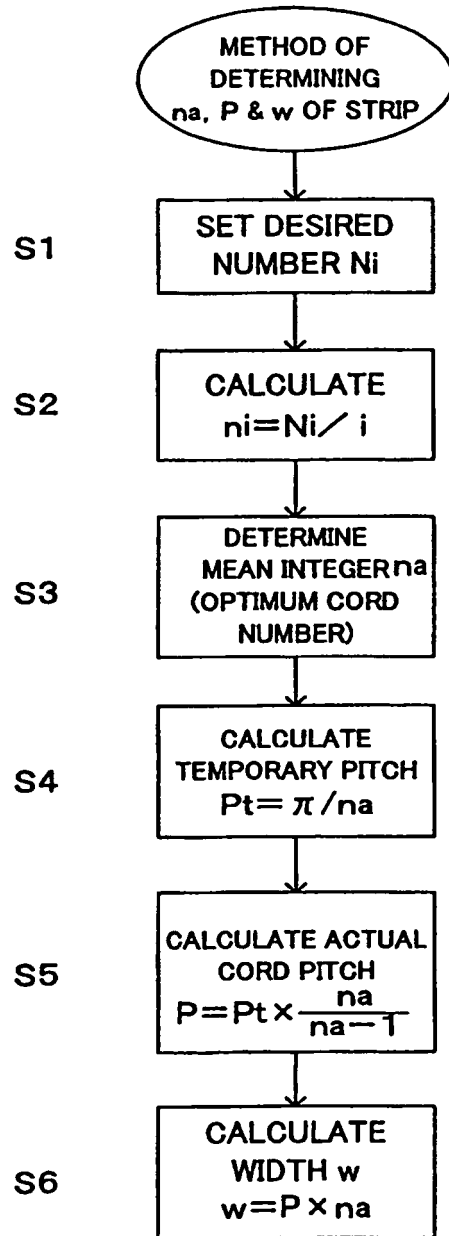 METHOD OF
DETERMINING
na, P & w OF STRIP
S1
SET DESIRED
NUMBER Ni
S2
CALCULATE
ni=Ni／i
S3
DETERMINE
MEAN INTEGER na
(OPTIMUM CORD
NUMBER)
S4
CALCULATE
TEMPORARY PITCH
Pt= π/na
S5
CALCULATE ACTUAL
CORD PITCH
P=Pt× na/(na−1)
S6
CALCULATE
WIDTH w
w=P×na